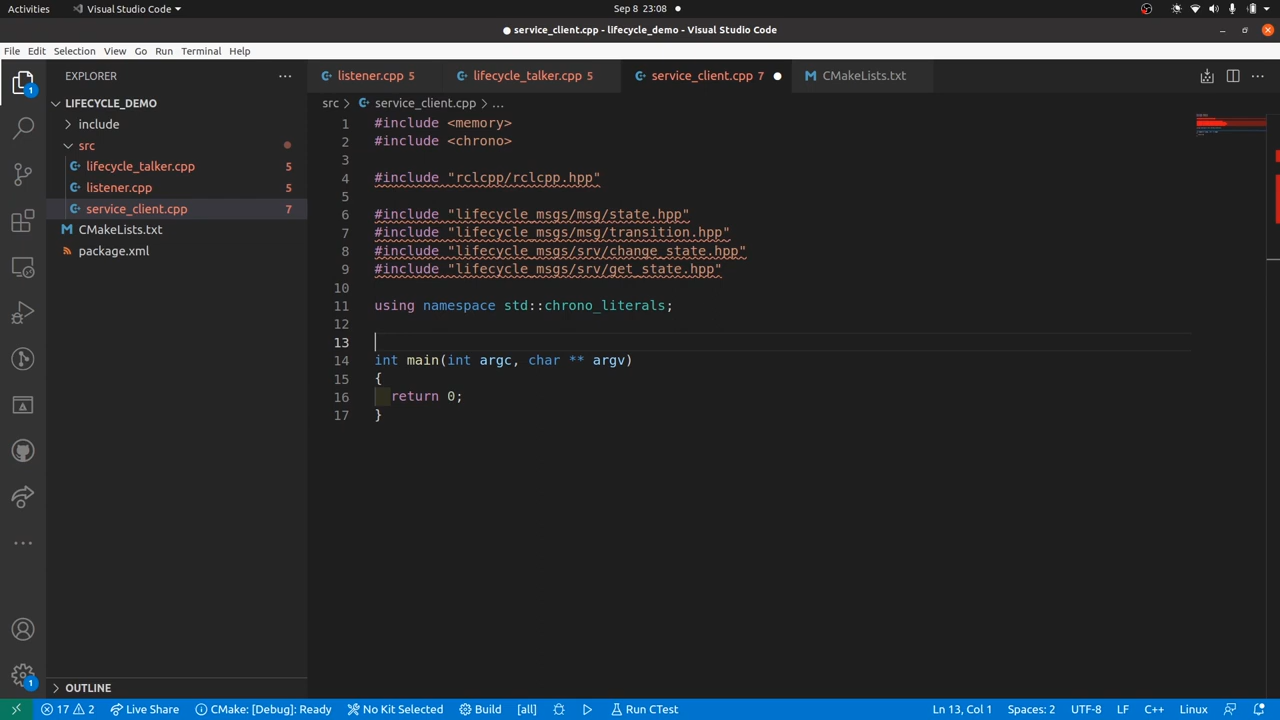 Activities
Visual Studio Code
Sep 8 23:08
service_client.cpp - lifecycle_demo - Visual Studio Code
File Edit Selection View Go Run Terminal Help
EXPLORER
LIFECYCLE_DEMO
include
src
lifecycle_talker.cpp 5
listener.cpp 5
service_client.cpp 7
CMakeLists.txt
package.xml
OUTLINE
1
1
listener.cpp 5
lifecycle_talker.cpp 5
service_client.cpp 7
CMakeLists.txt
src > service_client.cpp > ...
1 #include <memory>
2 #include <chrono>
3
4 #include "rclcpp/rclcpp.hpp"
5
6 #include "lifecycle_msgs/msg/state.hpp"
7 #include "lifecycle_msgs/msg/transition.hpp"
8 #include "lifecycle_msgs/srv/change_state.hpp"
9 #include "lifecycle_msgs/srv/get_state.hpp"
10
11 using namespace std::chrono_literals;
12
13
14 int main(int argc, char ** argv)
15 {
16 return 0;
17 }
17 2 Live Share CMake: [Debug]: Ready No Kit Selected Build [all] Run CTest Ln 13, Col 1 Spaces: 2 UTF-8 LF C++ Linux